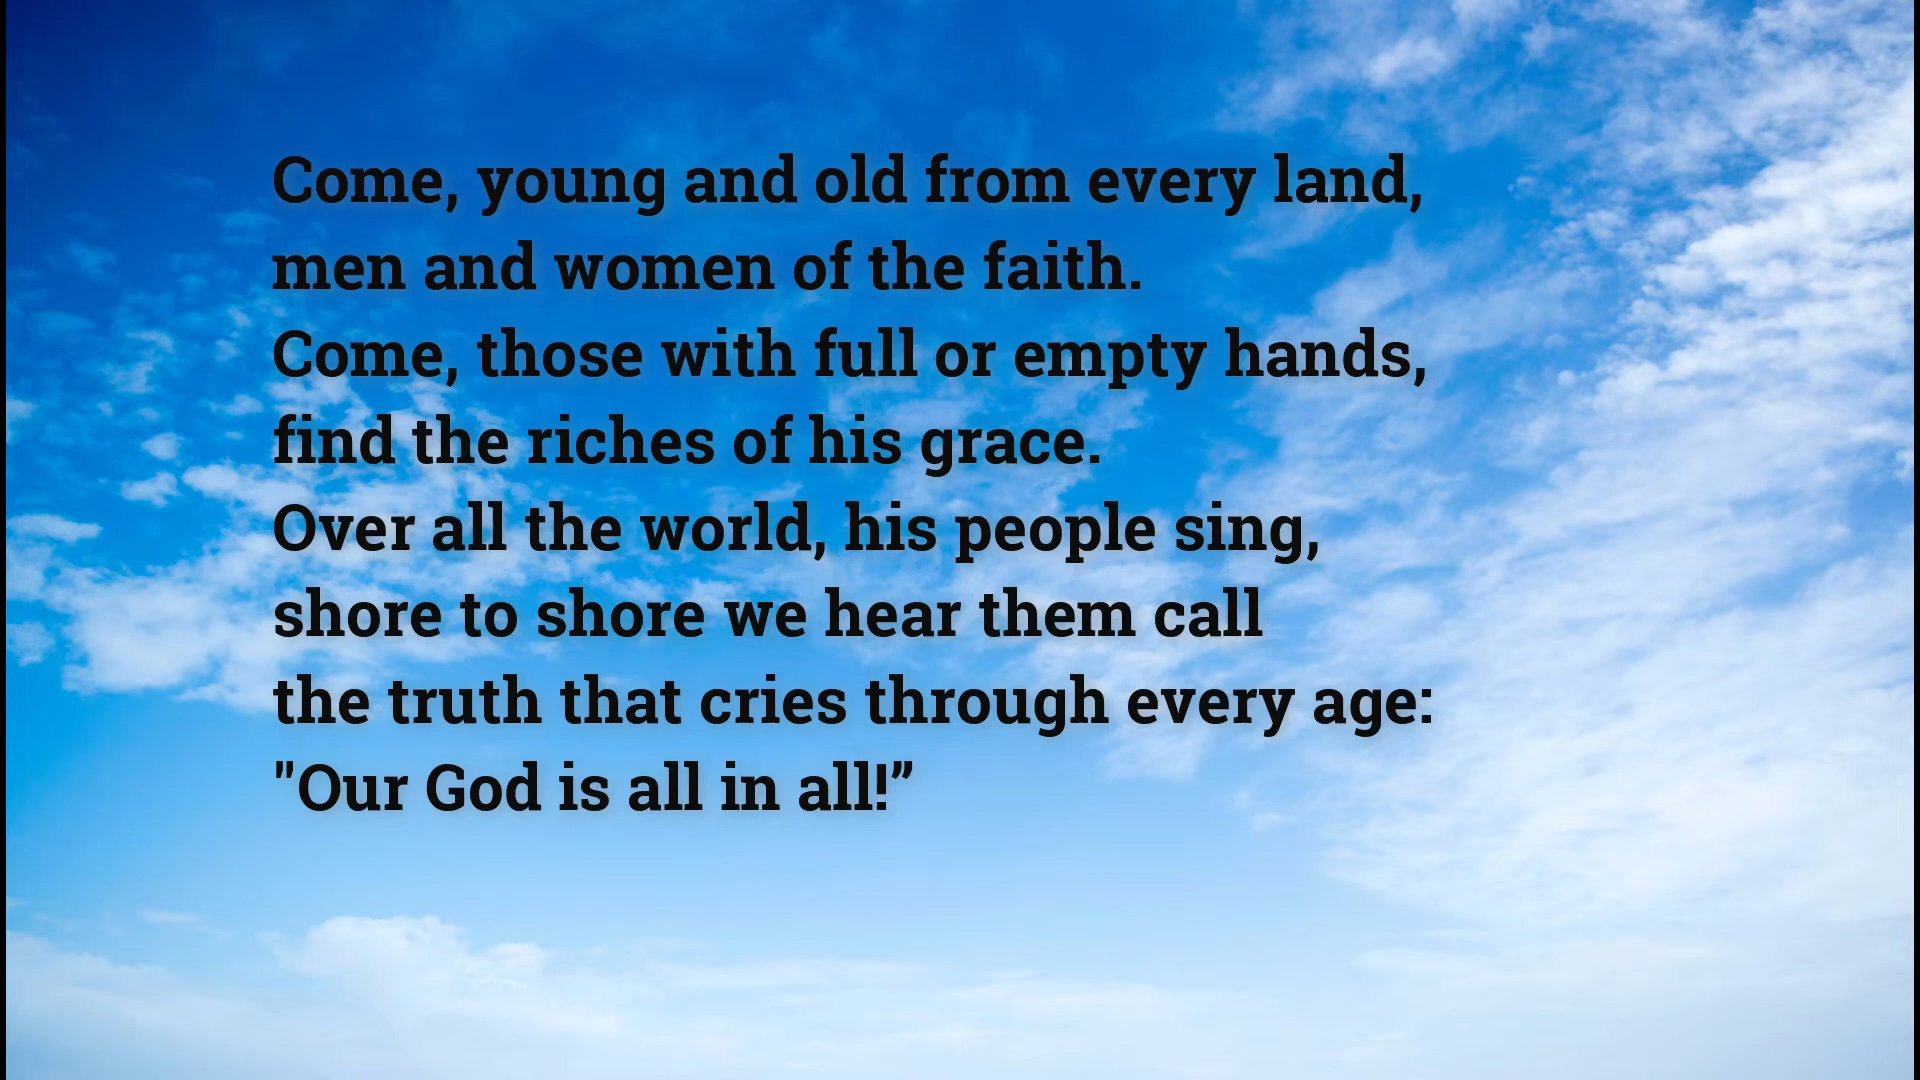 Come, young and old from every land,
men and women of the faith.
Come, those with full or empty hands,
find the riches of his grace.
Over all the world, his people sing,
shore to shore we hear them call
the truth that cries through every age:
"Our God is all in all!”